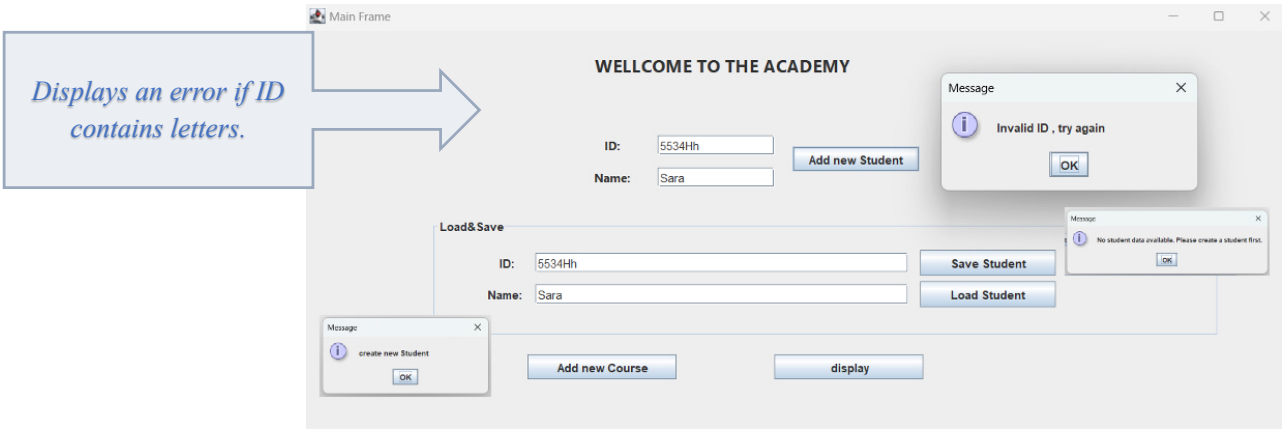 Main Frame
Displays an error if ID
contains letters.
WELLCOME TO THE ACADEMY
Message
Invalid ID , try again
OK
ID:
5534Hh
Add new Student
Name:
Sara
Message
No student data available. Please create a student first.
OK
Load&Save
ID:
5534Hh
Save Student
Name:
Sara
Load Student
Message
create new Student
OK
Add new Course
display